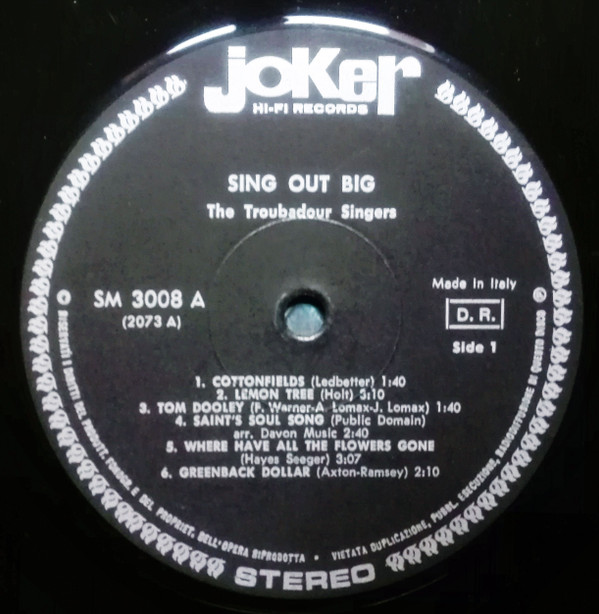 joKer
HI-FI RECORDS
SING OUT BIG
The Troubadour Singers
SM 3008 A
(2073 A)
Made in Italy
D. R.
Side 1
1. COTTONFIELDS (Ledbetter) 1:40
2. LEMON TREE (Holt) 3:10
3. TOM DOOLEY (F. Warner-A. Lomax-J. Lomax) 1:40
4. SAINT'S SOUL SONG (Public Domain)
arr. Davon Music 2:40
5. WHERE HAVE ALL THE FLOWERS GONE
(Hayes Seeger) 3:07
6. GREENBACK DOLLAR (Axton-Ramsey) 2:10
RISERVATI I DIRITTI DEL PRODUTT. FONOGR. E DEL PROPRIET. DELL'OPERA RIPRODOTTA • VIETATA DUPLICAZIONE, PUBBL. ESECUZIONE, RADIODIFFUSIONE DI QUESTO DISCO
STEREO